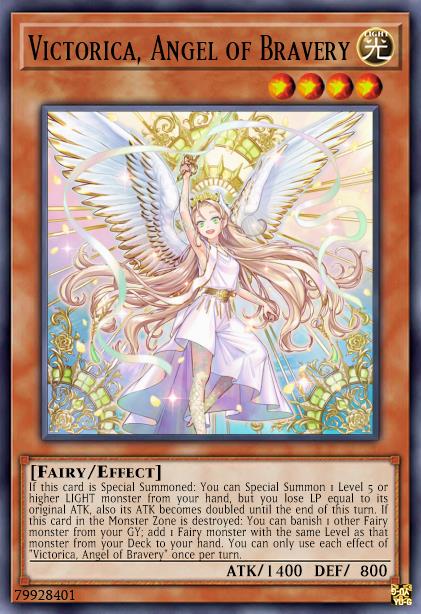 Victorica, Angel of Bravery
LIGHT
光
[Fairy/Effect]
If this card is Special Summoned: You can Special Summon 1 Level 5 or
higher LIGHT monster from your hand, but you lose LP equal to its
original ATK, also its ATK becomes doubled until the end of this turn. If
this card in the Monster Zone is destroyed: You can banish 1 other Fairy
monster from your GY; add 1 Fairy monster with the same Level as that
monster from your Deck to your hand. You can only use each effect of
"Victorica, Angel of Bravery" once per turn.
ATK/1400 DEF/ 800
79928401